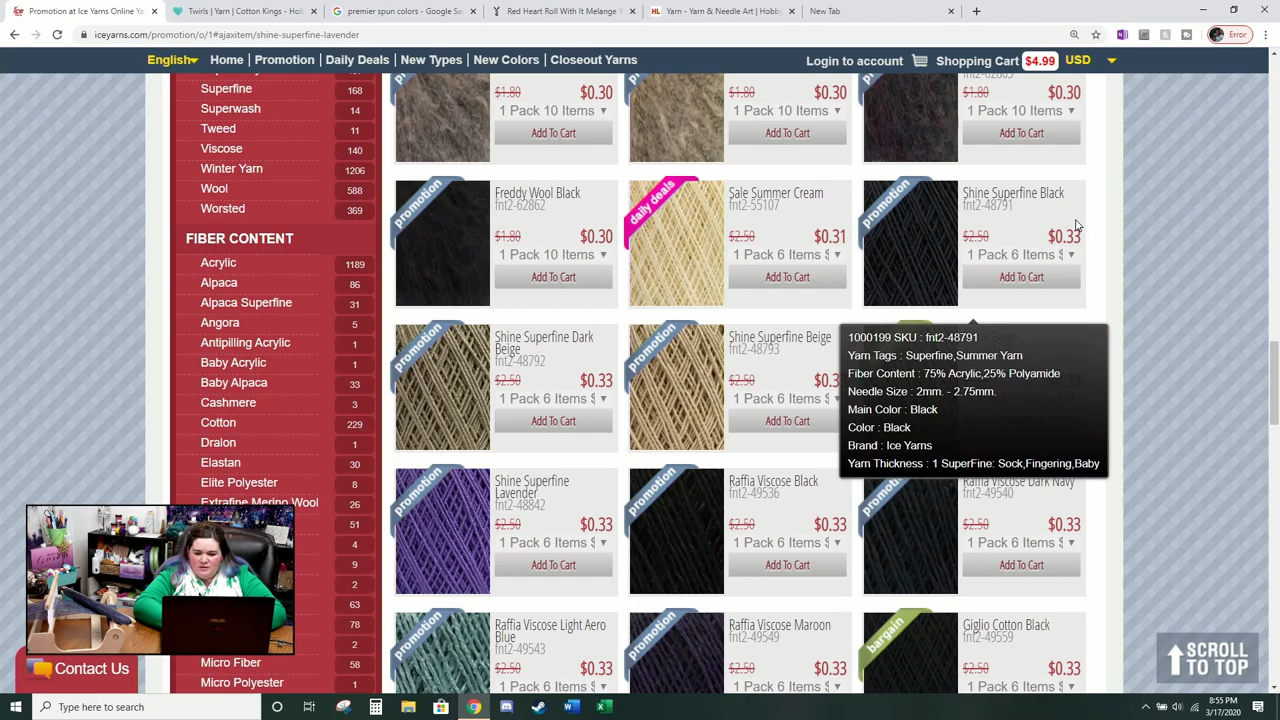 Promotion at Ice Yarns Online Ya
Twirls | Yarn | Cotton Kings - Hob
premier spun colors - Google Se
Red Heart Roll With It Melange Y
HL Yarn - Yarn & Needle Art | Hobb
New Tab
iceyarns.com/promotion/o/1#ajaxitem/shine-superfine-lavender
Error
English Home | Promotion | Daily Deals | New Types | New Colors | Closeout Yarns
Login to account Shopping Cart $4.99 USD
Superfine 168
Superwash 14
Tweed 11
Viscose 140
Winter Yarn 1206
Wool 588
Worsted 369
FIBER CONTENT
Acrylic 1189
Alpaca 86
Alpaca Superfine 31
Angora 5
Antipilling Acrylic 1
Baby Acrylic 1
Baby Alpaca 33
Cashmere 3
Cotton 229
Dralon 1
Elastan 30
Elite Polyester 8
Extrafine Merino Wool 26
51
4
9
2
63
78
2
Micro Fiber 58
Micro Polyester 1
$1.80 $0.30
1 Pack 10 Items
Add To Cart
$1.80 $0.30
1 Pack 10 Items
Add To Cart
$1.80 $0.30
1 Pack 10 Items
Add To Cart
promotion
Freddy Wool Black
fnt2-62862
$1.80 $0.30
1 Pack 10 Items
Add To Cart
daily deals
Sale Summer Cream
fnt2-55107
$2.50 $0.31
1 Pack 6 Items $
Add To Cart
promotion
Shine Superfine Black
fnt2-48791
$2.50 $0.33
1 Pack 6 Items $
Add To Cart
promotion
Shine Superfine Dark
Beige
fnt2-48792
$2.50 $0.33
1 Pack 6 Items $
Add To Cart
promotion
Shine Superfine Beige
fnt2-48793
$2.50 $0.3
1 Pack 6 Items $
Add To Cart
1000199 SKU : fnt2-48791
Yarn Tags : Superfine,Summer Yarn
Fiber Content : 75% Acrylic,25% Polyamide
Needle Size : 2mm. - 2.75mm.
Main Color : Black
Color : Black
Brand : Ice Yarns
Yarn Thickness : 1 SuperFine: Sock,Fingering,Baby
promotion
Shine Superfine
Lavender
fnt2-48842
$2.50 $0.33
1 Pack 6 Items $
Add To Cart
promotion
Raffia Viscose Black
fnt2-49536
$2.50 $0.33
1 Pack 6 Items $
Add To Cart
promotion
Raffia Viscose Dark Navy
fnt2-49540
$2.50 $0.33
1 Pack 6 Items $
Add To Cart
promotion
Raffia Viscose Light Aero
Blue
fnt2-49543
$2.50 $0.33
1 Pack 6 Items $
promotion
Raffia Viscose Maroon
fnt2-49549
$2.50 $0.33
1 Pack 6 Items $
bargain
Giglio Cotton Black
fnt2-49559
$2.50 $0.33
1 Pack 6 Items $
ASUS
Contact Us
SCROLL
TO TOP
Type here to search
8:55 PM
3/17/2020